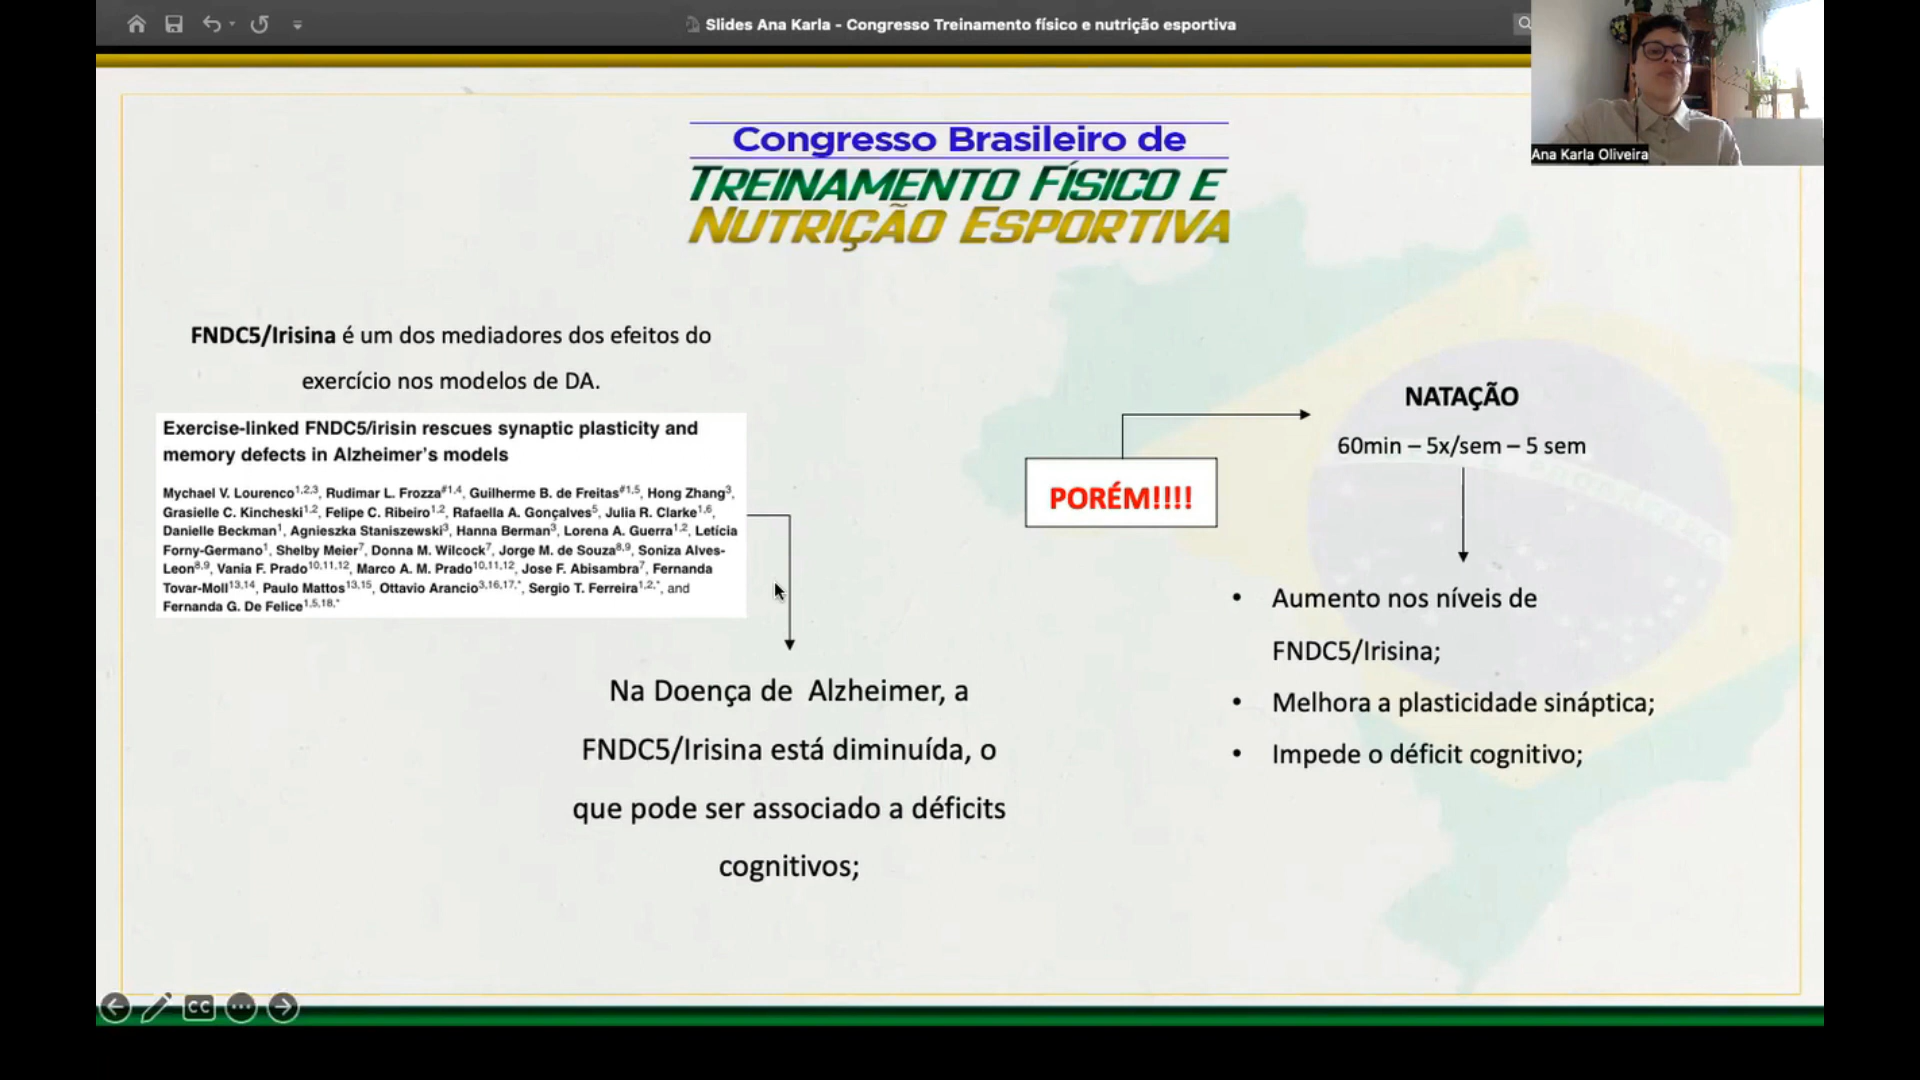 Slides Ana Karla - Congresso Treinamento físico e nutrição esportiva
Ana Karla Oliveira
Congresso Brasileiro de
TREINAMENTO FÍSICO E
NUTRIÇÃO ESPORTIVA
FNDC5/Irisina é um dos mediadores dos efeitos do
exercício nos modelos de DA.
Exercise-linked FNDC5/irisin rescues synaptic plasticity and
memory defects in Alzheimer's models
Mychael V. Lourenco1,2,3, Rudimar L. Frozza#1,4, Guilherme B. de Freitas#1,5, Hong Zhang3,
Grasielle C. Kincheski1,2, Felipe C. Ribeiro1,2, Rafaella A. Gonçalves5, Julia R. Clarke1,6,
Danielle Beckman1, Agnieszka Staniszewski3, Hanna Berman3, Lorena A. Guerra1,2, Letícia
Forny-Germano1, Shelby Meier7, Donna M. Wilcock7, Jorge M. de Souza8,9, Soniza Alves-
Leon8,9, Vania F. Prado10,11,12, Marco A. M. Prado10,11,12, Jose F. Abisambra7, Fernanda
Tovar-Moll13,14, Paulo Mattos13,15, Ottavio Arancio3,16,17,*, Sergio T. Ferreira1,2,*, and
Fernanda G. De Felice1,5,18,*
Na Doença de Alzheimer, a
FNDC5/Irisina está diminuída, o
que pode ser associado a déficits
cognitivos;
PORÉM!!!!
NATAÇÃO
60min – 5x/sem – 5 sem
• Aumento nos níveis de
FNDC5/Irisina;
• Melhora a plasticidade sináptica;
• Impede o déficit cognitivo;
CC